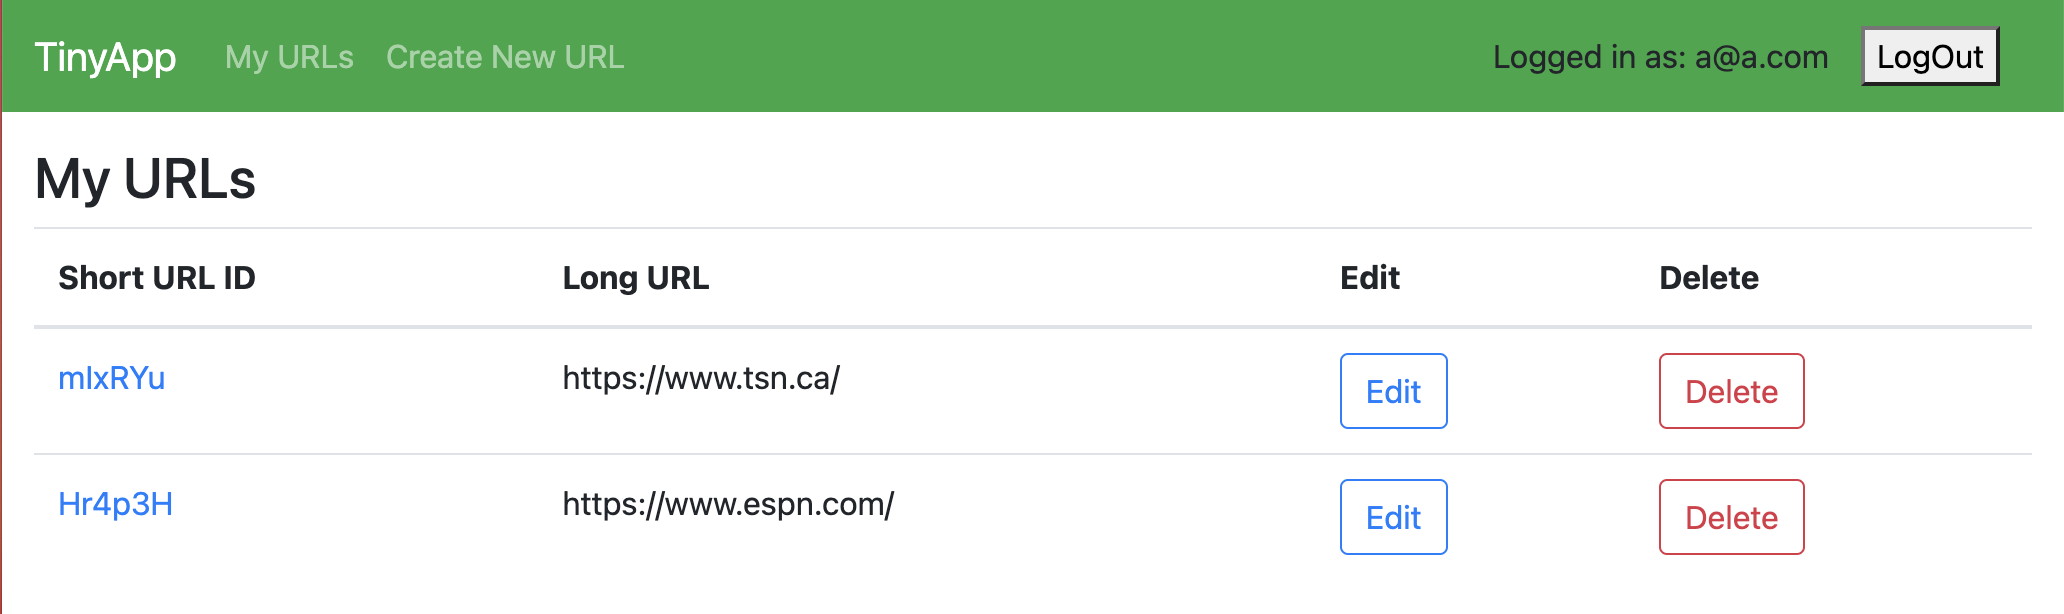 TinyApp My URLs Create New URL Logged in as: a@a.com LogOut
My URLs
Short URL ID Long URL Edit Delete
mIxRYu https://www.tsn.ca/ Edit Delete
Hr4p3H https://www.espn.com/ Edit Delete